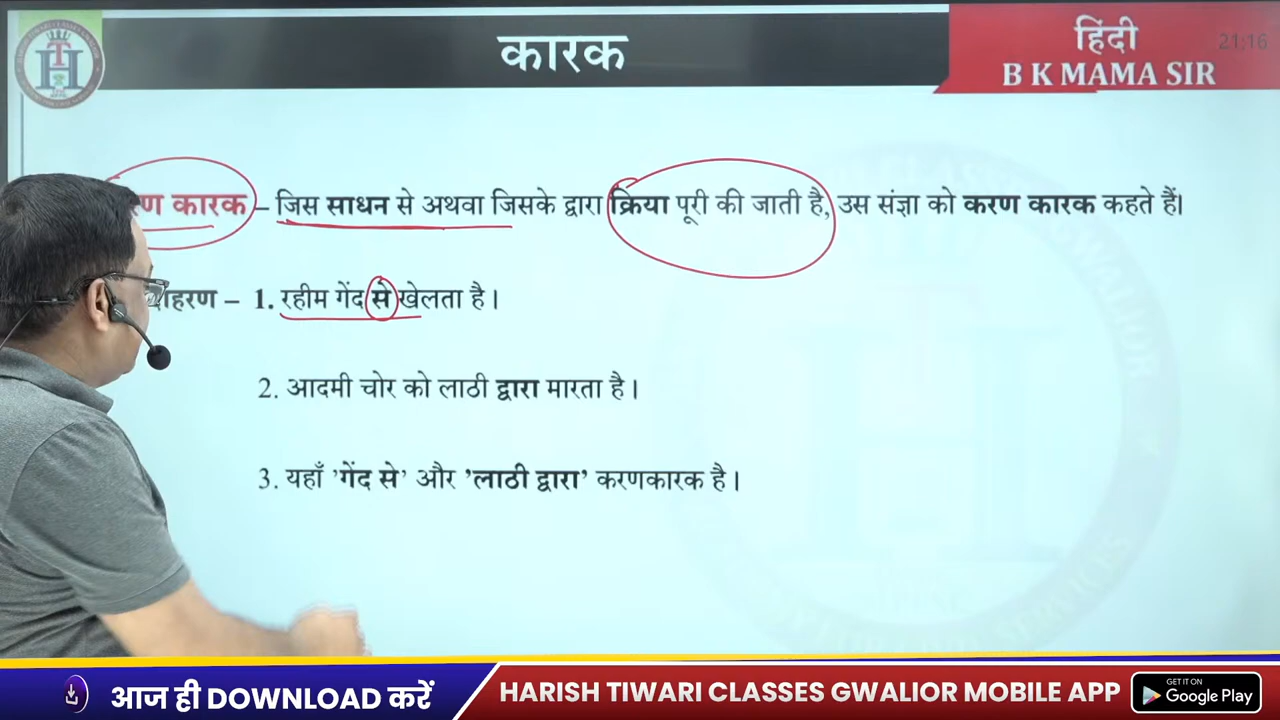 कारक
हिंदी
21:16
B K MAMA SIR
कारक – जिस साधन से अथवा जिसके द्वारा क्रिया पूरी की जाती है, उस संज्ञा को करण कारक कहते हैं।
– 1. रहीम गेंद से खेलता है।
2. आदमी चोर को लाठी द्वारा मारता है।
3. यहाँ 'गेंद से' और 'लाठी द्वारा' करणकारक है।
आज ही DOWNLOAD करें
HARISH TIWARI CLASSES GWALIOR MOBILE APP
GET IT ON
Google Play